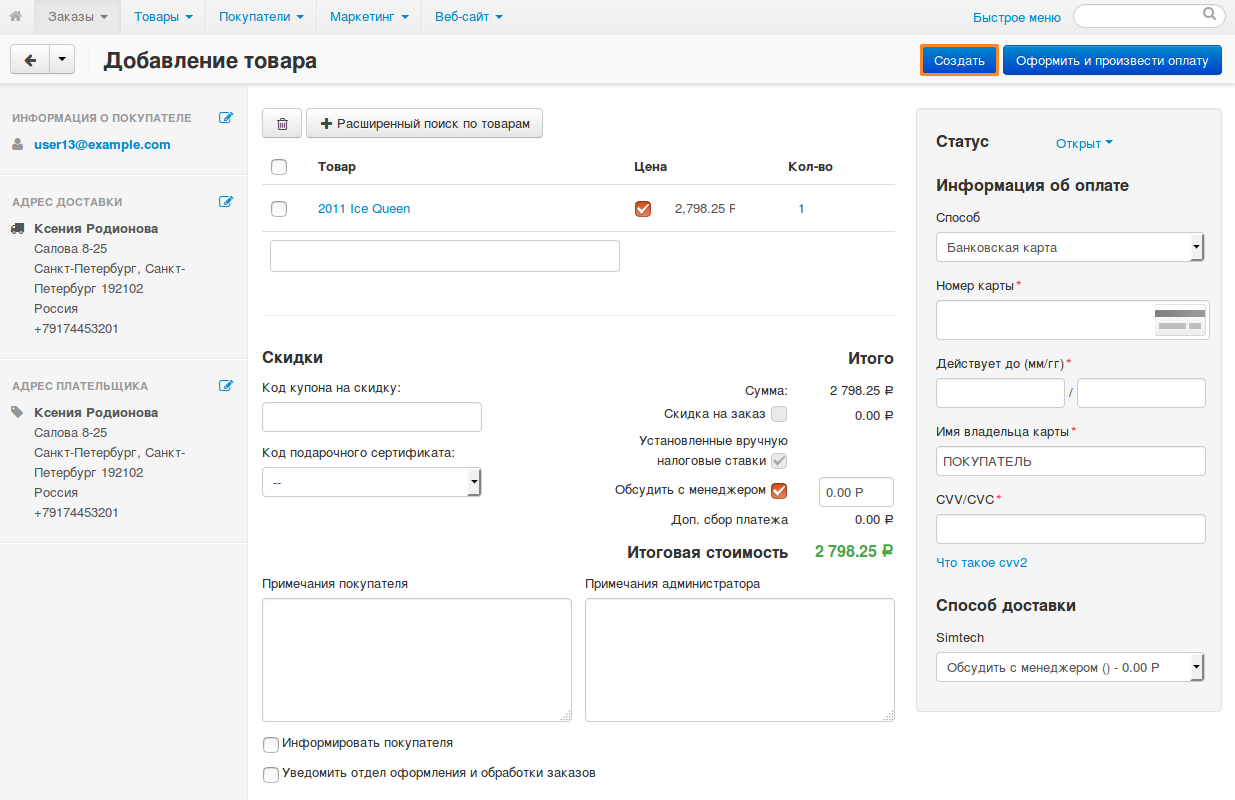 Заказы Товары Покупатели Маркетинг Веб-сайт Быстрое меню
Добавление товара Создать Оформить и произвести оплату
ИНФОРМАЦИЯ О ПОКУПАТЕЛЕ
user13@example.com
АДРЕС ДОСТАВКИ
Ксения Родионова
Салова 8-25
Санкт-Петербург, Санкт-
Петербург 192102
Россия
+79174453201
АДРЕС ПЛАТЕЛЬЩИКА
Ксения Родионова
Салова 8-25
Санкт-Петербург, Санкт-
Петербург 192102
Россия
+79174453201
Расширенный поиск по товарам
Товар Цена Кол-во
2011 Ice Queen 2,798.25 Р 1
Скидки
Код купона на скидку:
Код подарочного сертификата:
--
Итого
Сумма: 2 798.25 ₽
Скидка на заказ 0.00 ₽
Установленные вручную
налоговые ставки
Обсудить с менеджером 0.00 Р
Доп. сбор платежа 0.00 ₽
Итоговая стоимость 2 798.25 ₽
Примечания покупателя Примечания администратора
Информировать покупателя
Уведомить отдел оформления и обработки заказов
Статус Открыт
Информация об оплате
Способ
Банковская карта
Номер карты*
Действует до (мм/гг)*
/
Имя владельца карты*
ПОКУПАТЕЛЬ
CVV/CVC*
Что такое cvv2
Способ доставки
Simtech
Обсудить с менеджером () - 0.00 Р